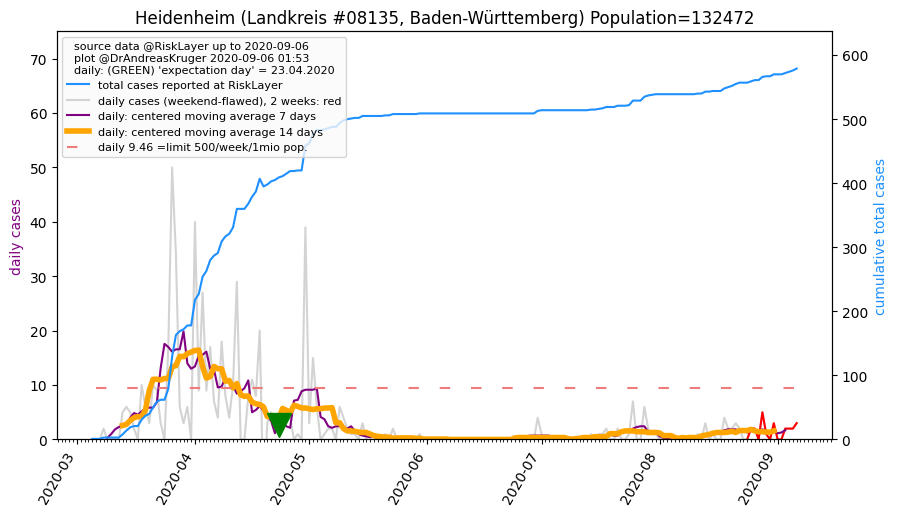 Heidenheim (Landkreis #08135, Baden-Württemberg) Population=132472
source data @RiskLayer up to 2020-09-06
plot @DrAndreasKruger 2020-09-06 01:53
daily: (GREEN) 'expectation day' = 23.04.2020
total cases reported at RiskLayer
daily cases (weekend-flawed), 2 weeks: red
daily: centered moving average 7 days
daily: centered moving average 14 days
daily 9.46 =limit 500/week/1mio pop.
daily cases
70
60
50
40
30
20
10
0
cumulative total cases
600
500
400
300
200
100
0
2020-03
2020-04
2020-05
2020-06
2020-07
2020-08
2020-09